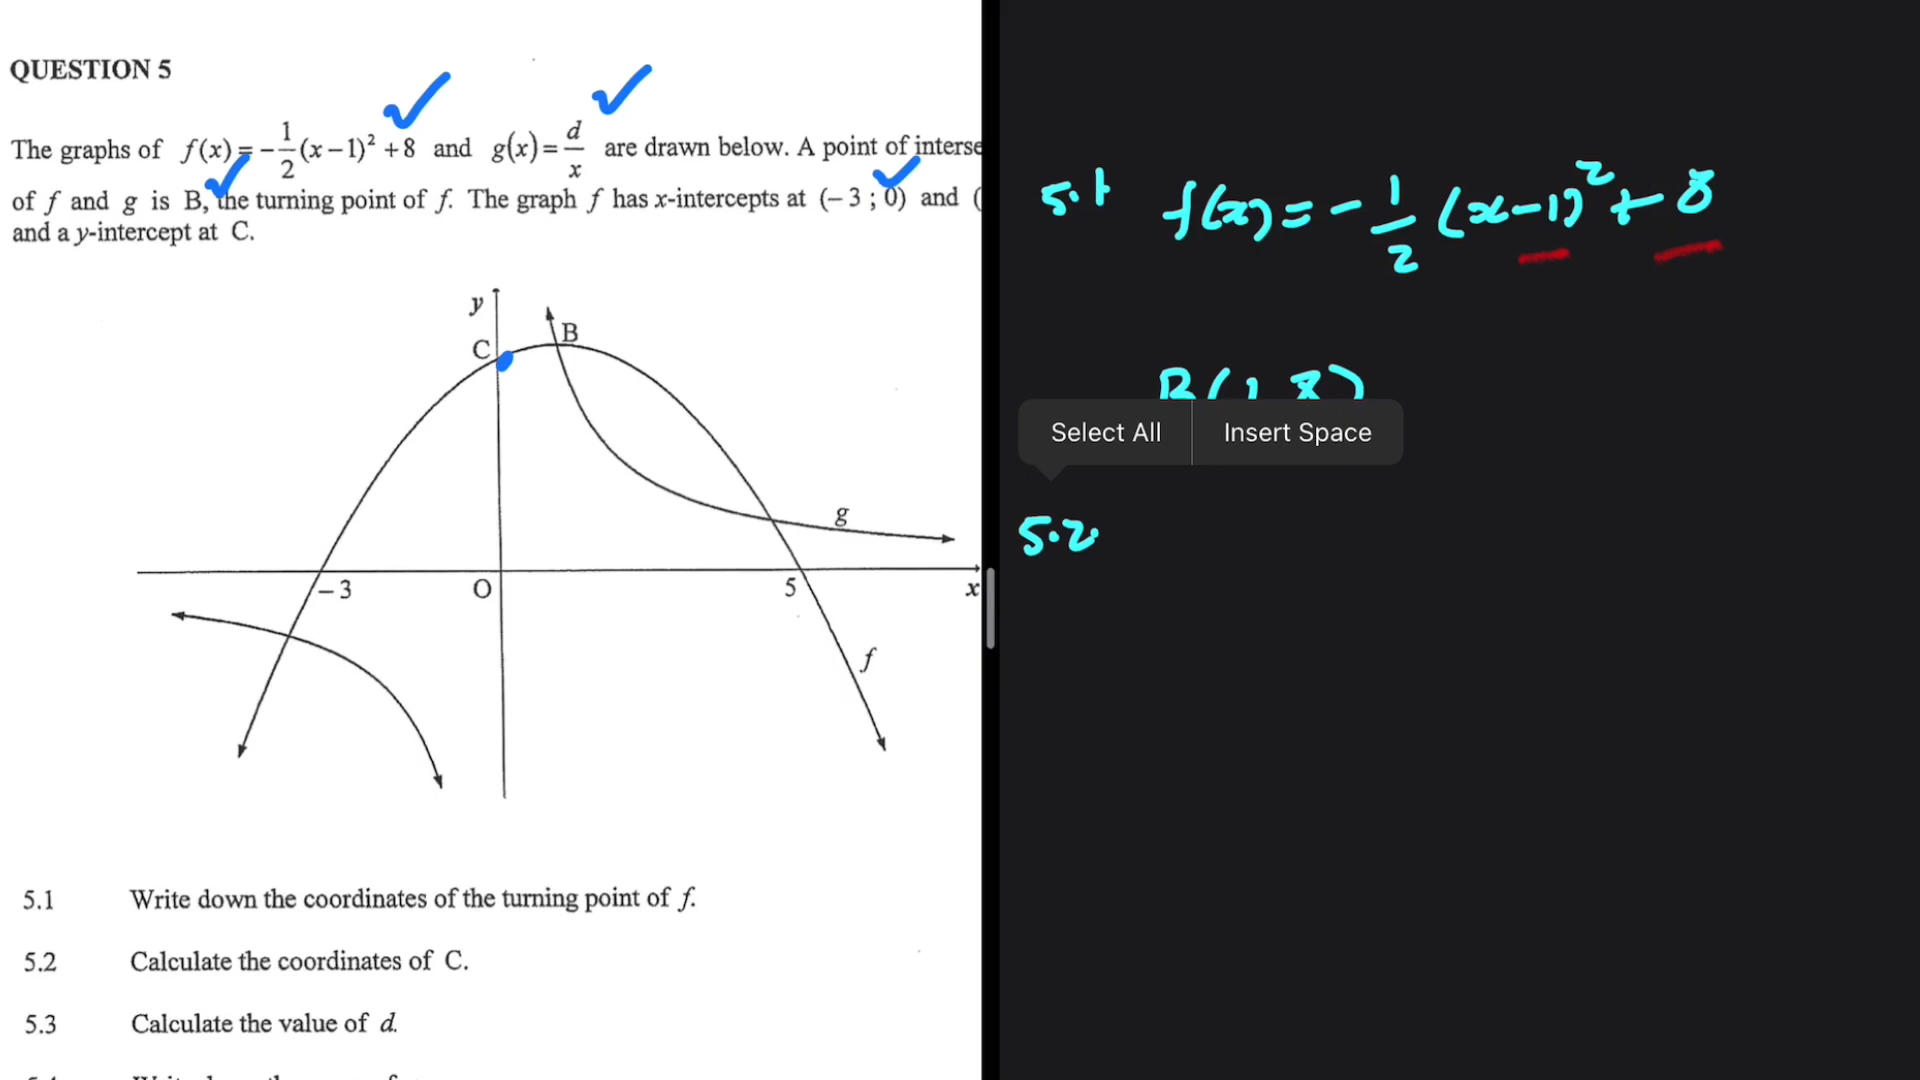 QUESTION 5
The graphs of f(x) = -1/2(x-1)² + 8 and g(x) = d/x are drawn below. A point of interse
of f and g is B, the turning point of f. The graph f has x-intercepts at (– 3 ; 0) and (
and a y-intercept at C.
y
C
B
g
– 3
O
5
x
f
5.1 Write down the coordinates of the turning point of f.
5.2 Calculate the coordinates of C.
5.3 Calculate the value of d.
5.1 f(x) = -1/2 (x-1)² + 8
B(1 8)
Select All
Insert Space
5.2